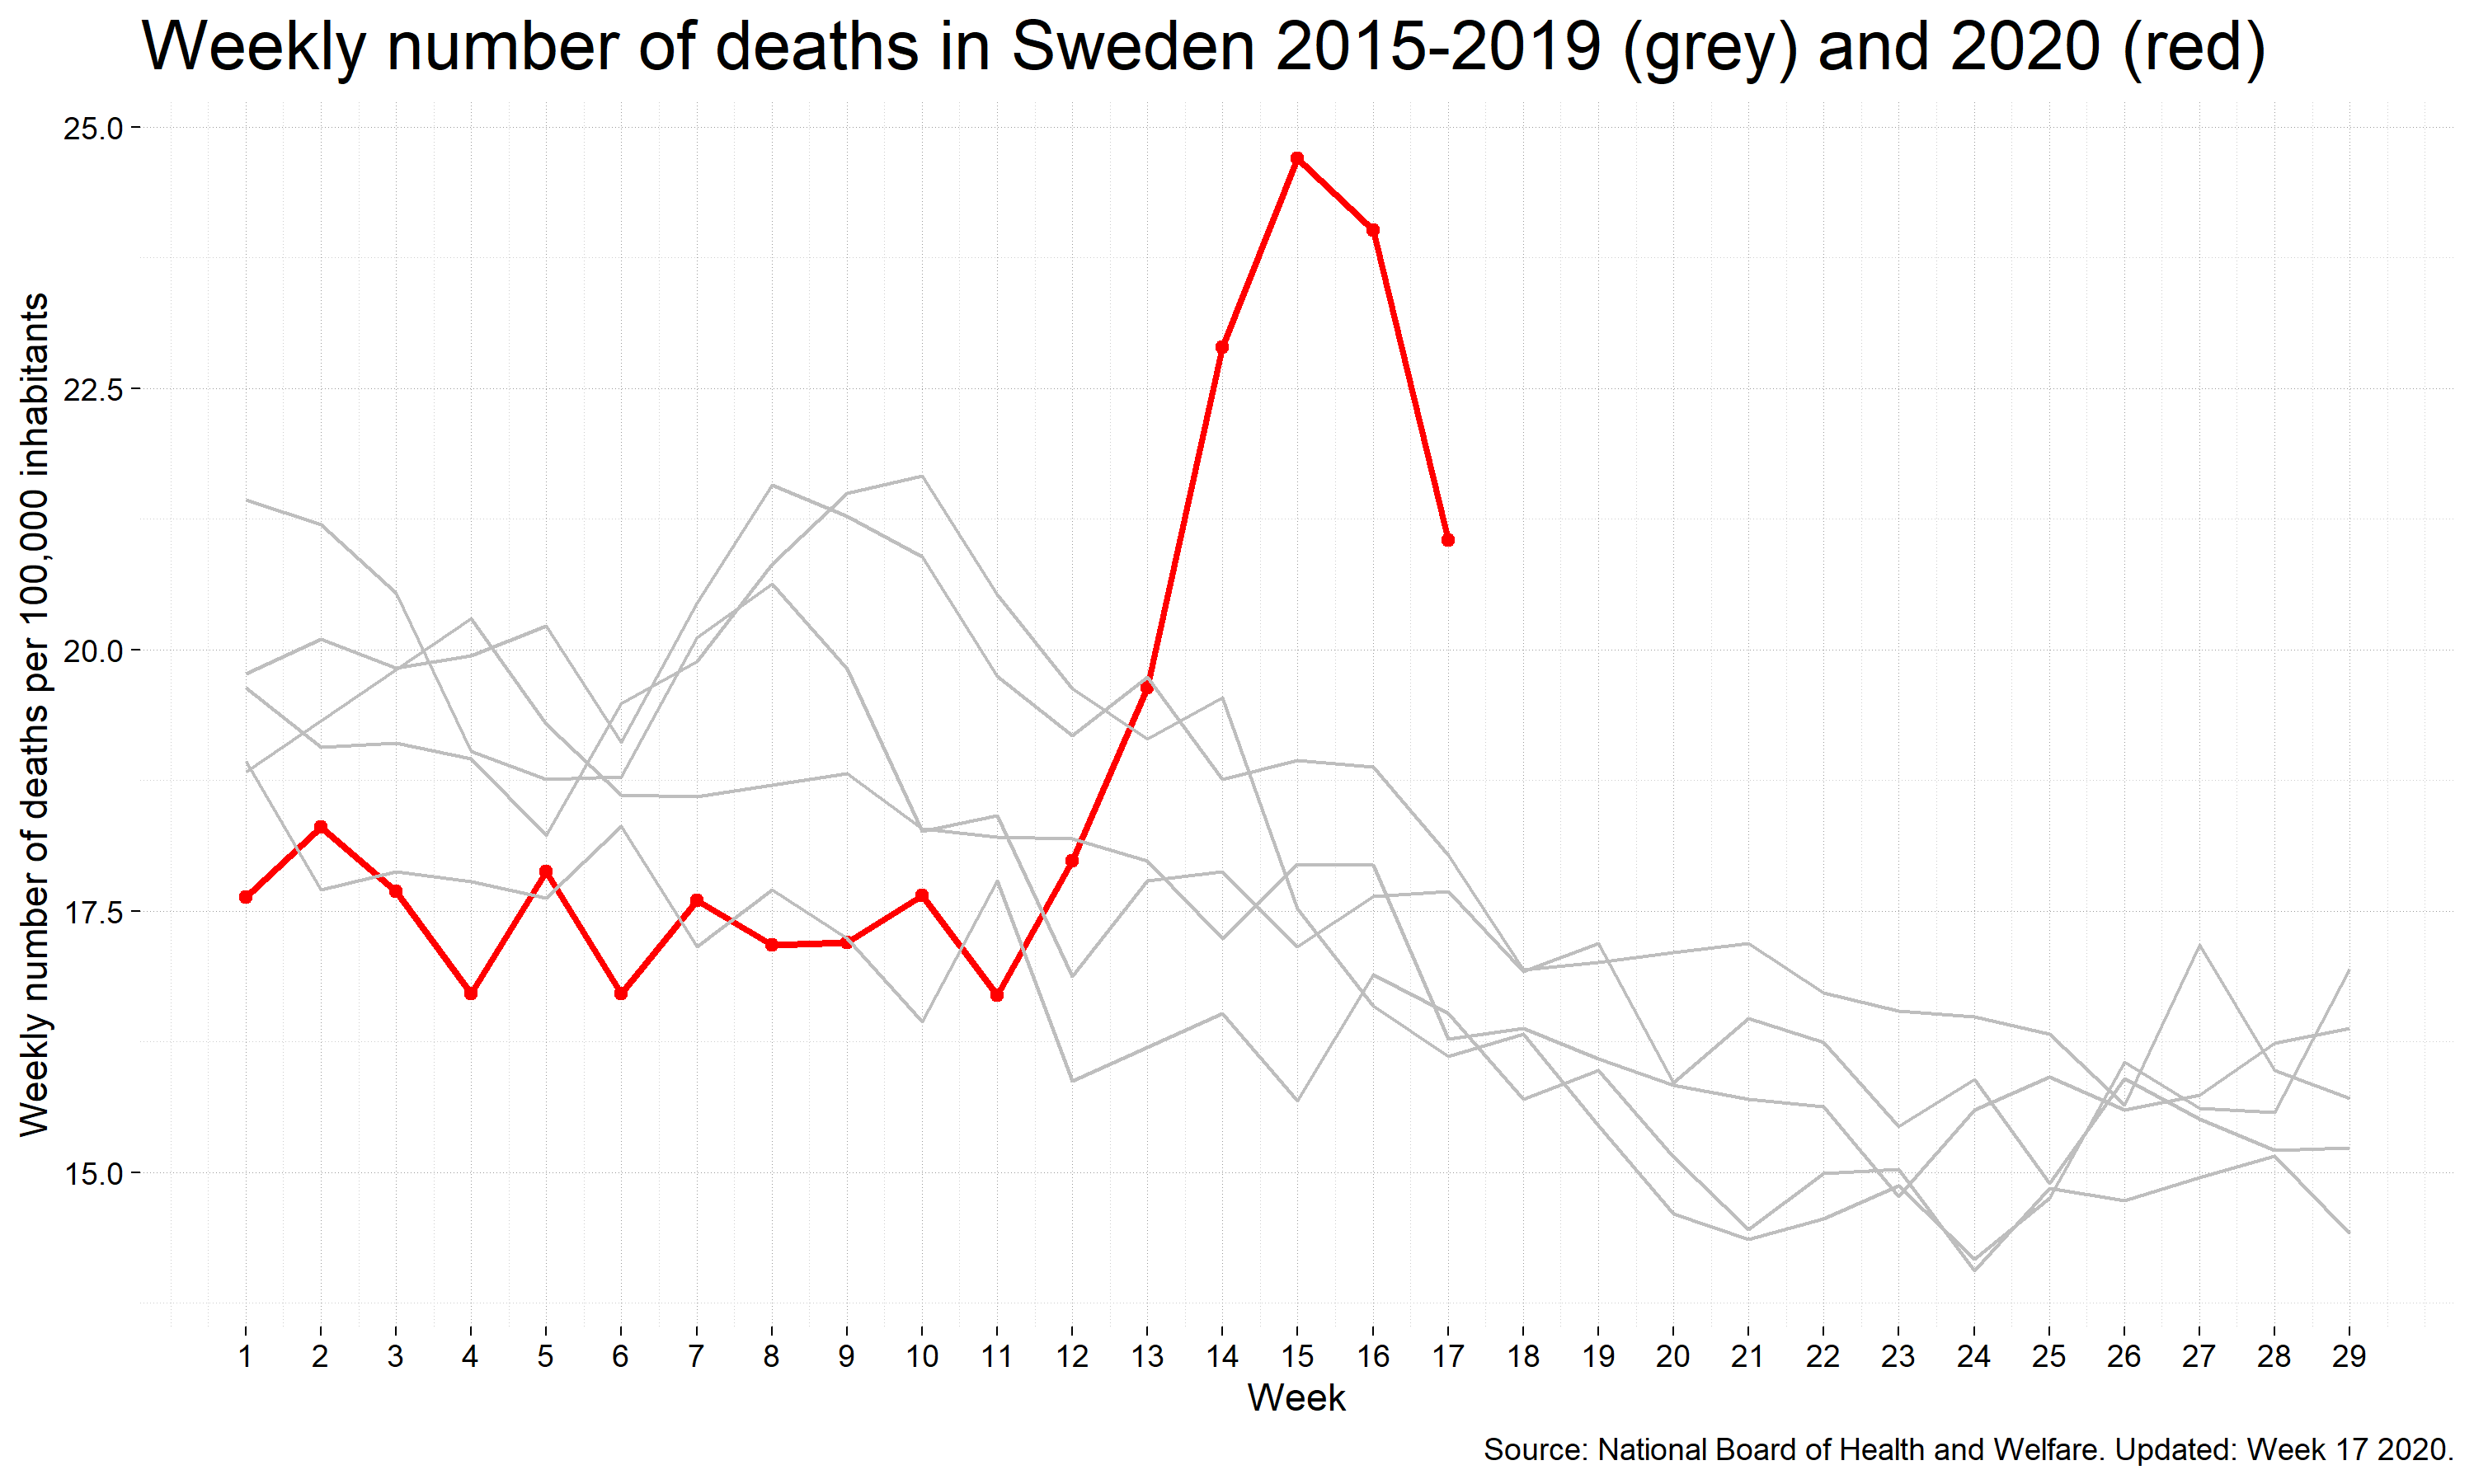 Weekly number of deaths in Sweden 2015-2019 (grey) and 2020 (red)
Weekly number of deaths per 100,000 inhabitants
25.0
22.5
20.0
17.5
15.0
1 2 3 4 5 6 7 8 9 10 11 12 13 14 15 16 17 18 19 20 21 22 23 24 25 26 27 28 29
Week
Source: National Board of Health and Welfare. Updated: Week 17 2020.